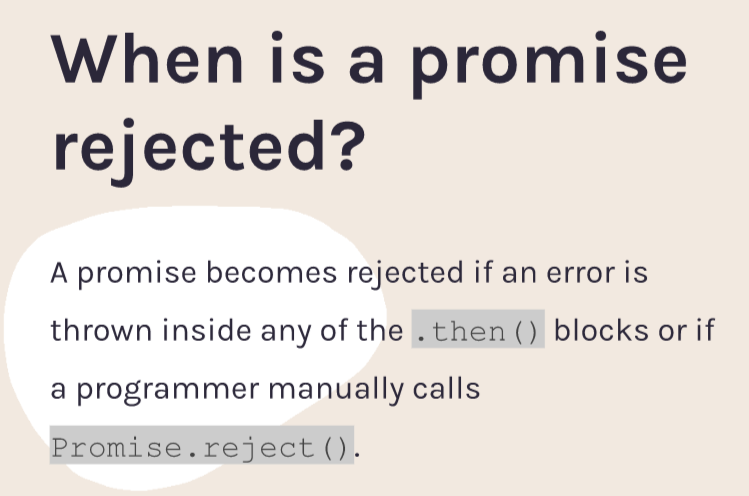 When is a promise
rejected?
A promise becomes rejected if an error is
thrown inside any of the .then() blocks or if
a programmer manually calls
Promise.reject().